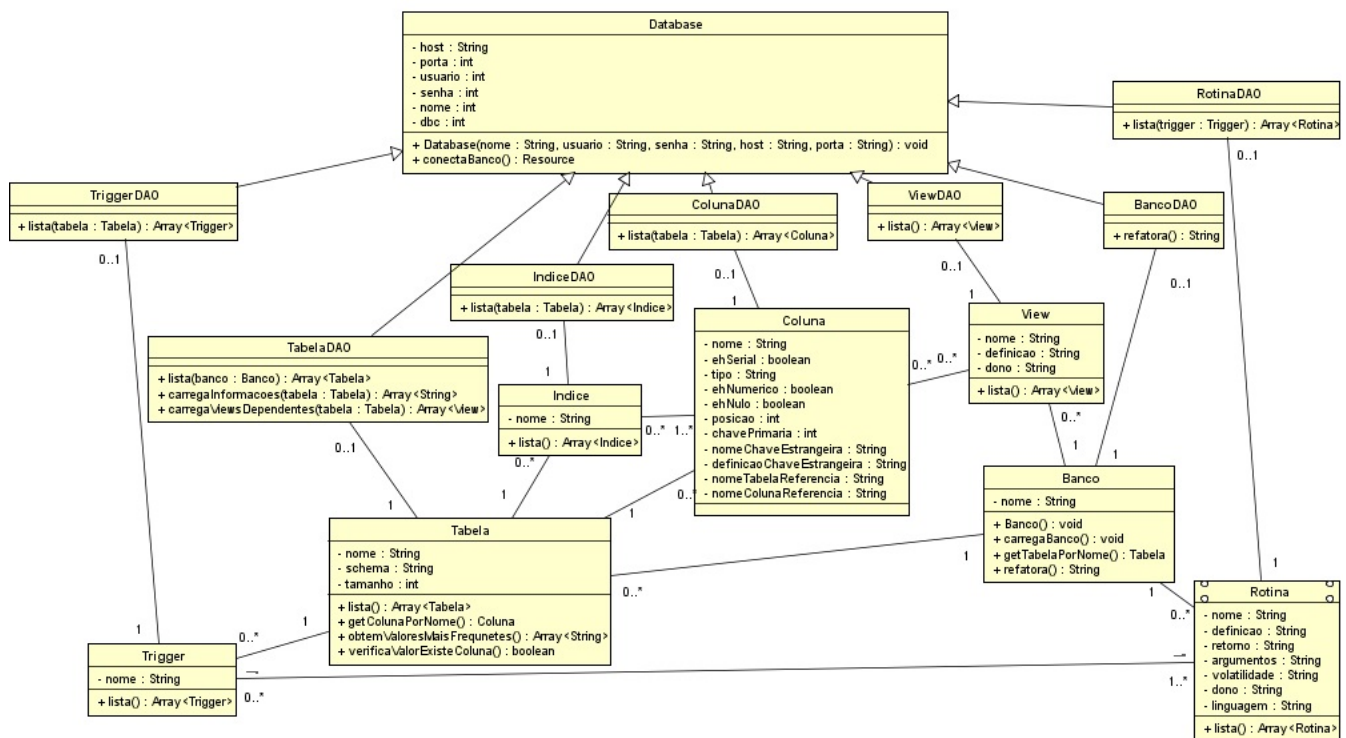 Database
- host : String
- porta : int
- usuario : int
- senha : int
- nome : int
- dbc : int
+ Database(nome : String, usuario : String, senha : String, host : String, porta : String) : void
+ conectaBanco() : Resource
RotinaDAO
+ lista(trigger : Trigger) : Array<Rotina>
0..1
TriggerDAO
+ lista(tabela : Tabela) : Array<Trigger>
0..1
ColunaDAO
+ lista(tabela : Tabela) : Array<Coluna>
0..1
1
ViewDAO
+ lista() : Array<View>
0..1
1
BancoDAO
+ refatora() : String
0..1
IndiceDAO
+ lista(tabela : Tabela) : Array<Indice>
0..1
1
TabelaDAO
+ lista(banco : Banco) : Array<Tabela>
+ carregaInformacoes(tabela : Tabela) : Array<String>
+ carregaViewsDependentes(tabela : Tabela) : Array<View>
0..1
1
Coluna
- nome : String
- ehSerial : boolean
- tipo : String
- ehNumerico : boolean
- ehNulo : boolean
- posicao : int
- chavePrimaria : int
- nomeChaveEstrangeira : String
- definicaoChaveEstrangeira : String
- nomeTabelaReferencia : String
- nomeColunaReferencia : String
0..*
0..*
View
- nome : String
- definicao : String
- dono : String
+ lista() : Array<View>
0..*
1
1
Indice
- nome : String
+ lista() : Array<Indice>
0..*
1..*
0..*
1
0..*
1
Banco
- nome : String
+ Banco() : void
+ carregaBanco() : void
+ getTabelaPorNome() : Tabela
+ refatora() : String
1
0..*
1
0..*
1
Tabela
- nome : String
- schema : String
- tamanho : int
+ lista() : Array<Tabela>
+ getColunaPorNome() : Coluna
+ obtemValoresMaisFrequnetes() : Array<String>
+ verificaValorExisteColuna() : boolean
1
0..*
1
Trigger
- nome : String
+ lista() : Array<Trigger>
0..*
1..*
Rotina
- nome : String
- definicao : String
- retorno : String
- argumentos : String
- volatilidade : String
- dono : String
- linguagem : String
+ lista() : Array<Rotina>